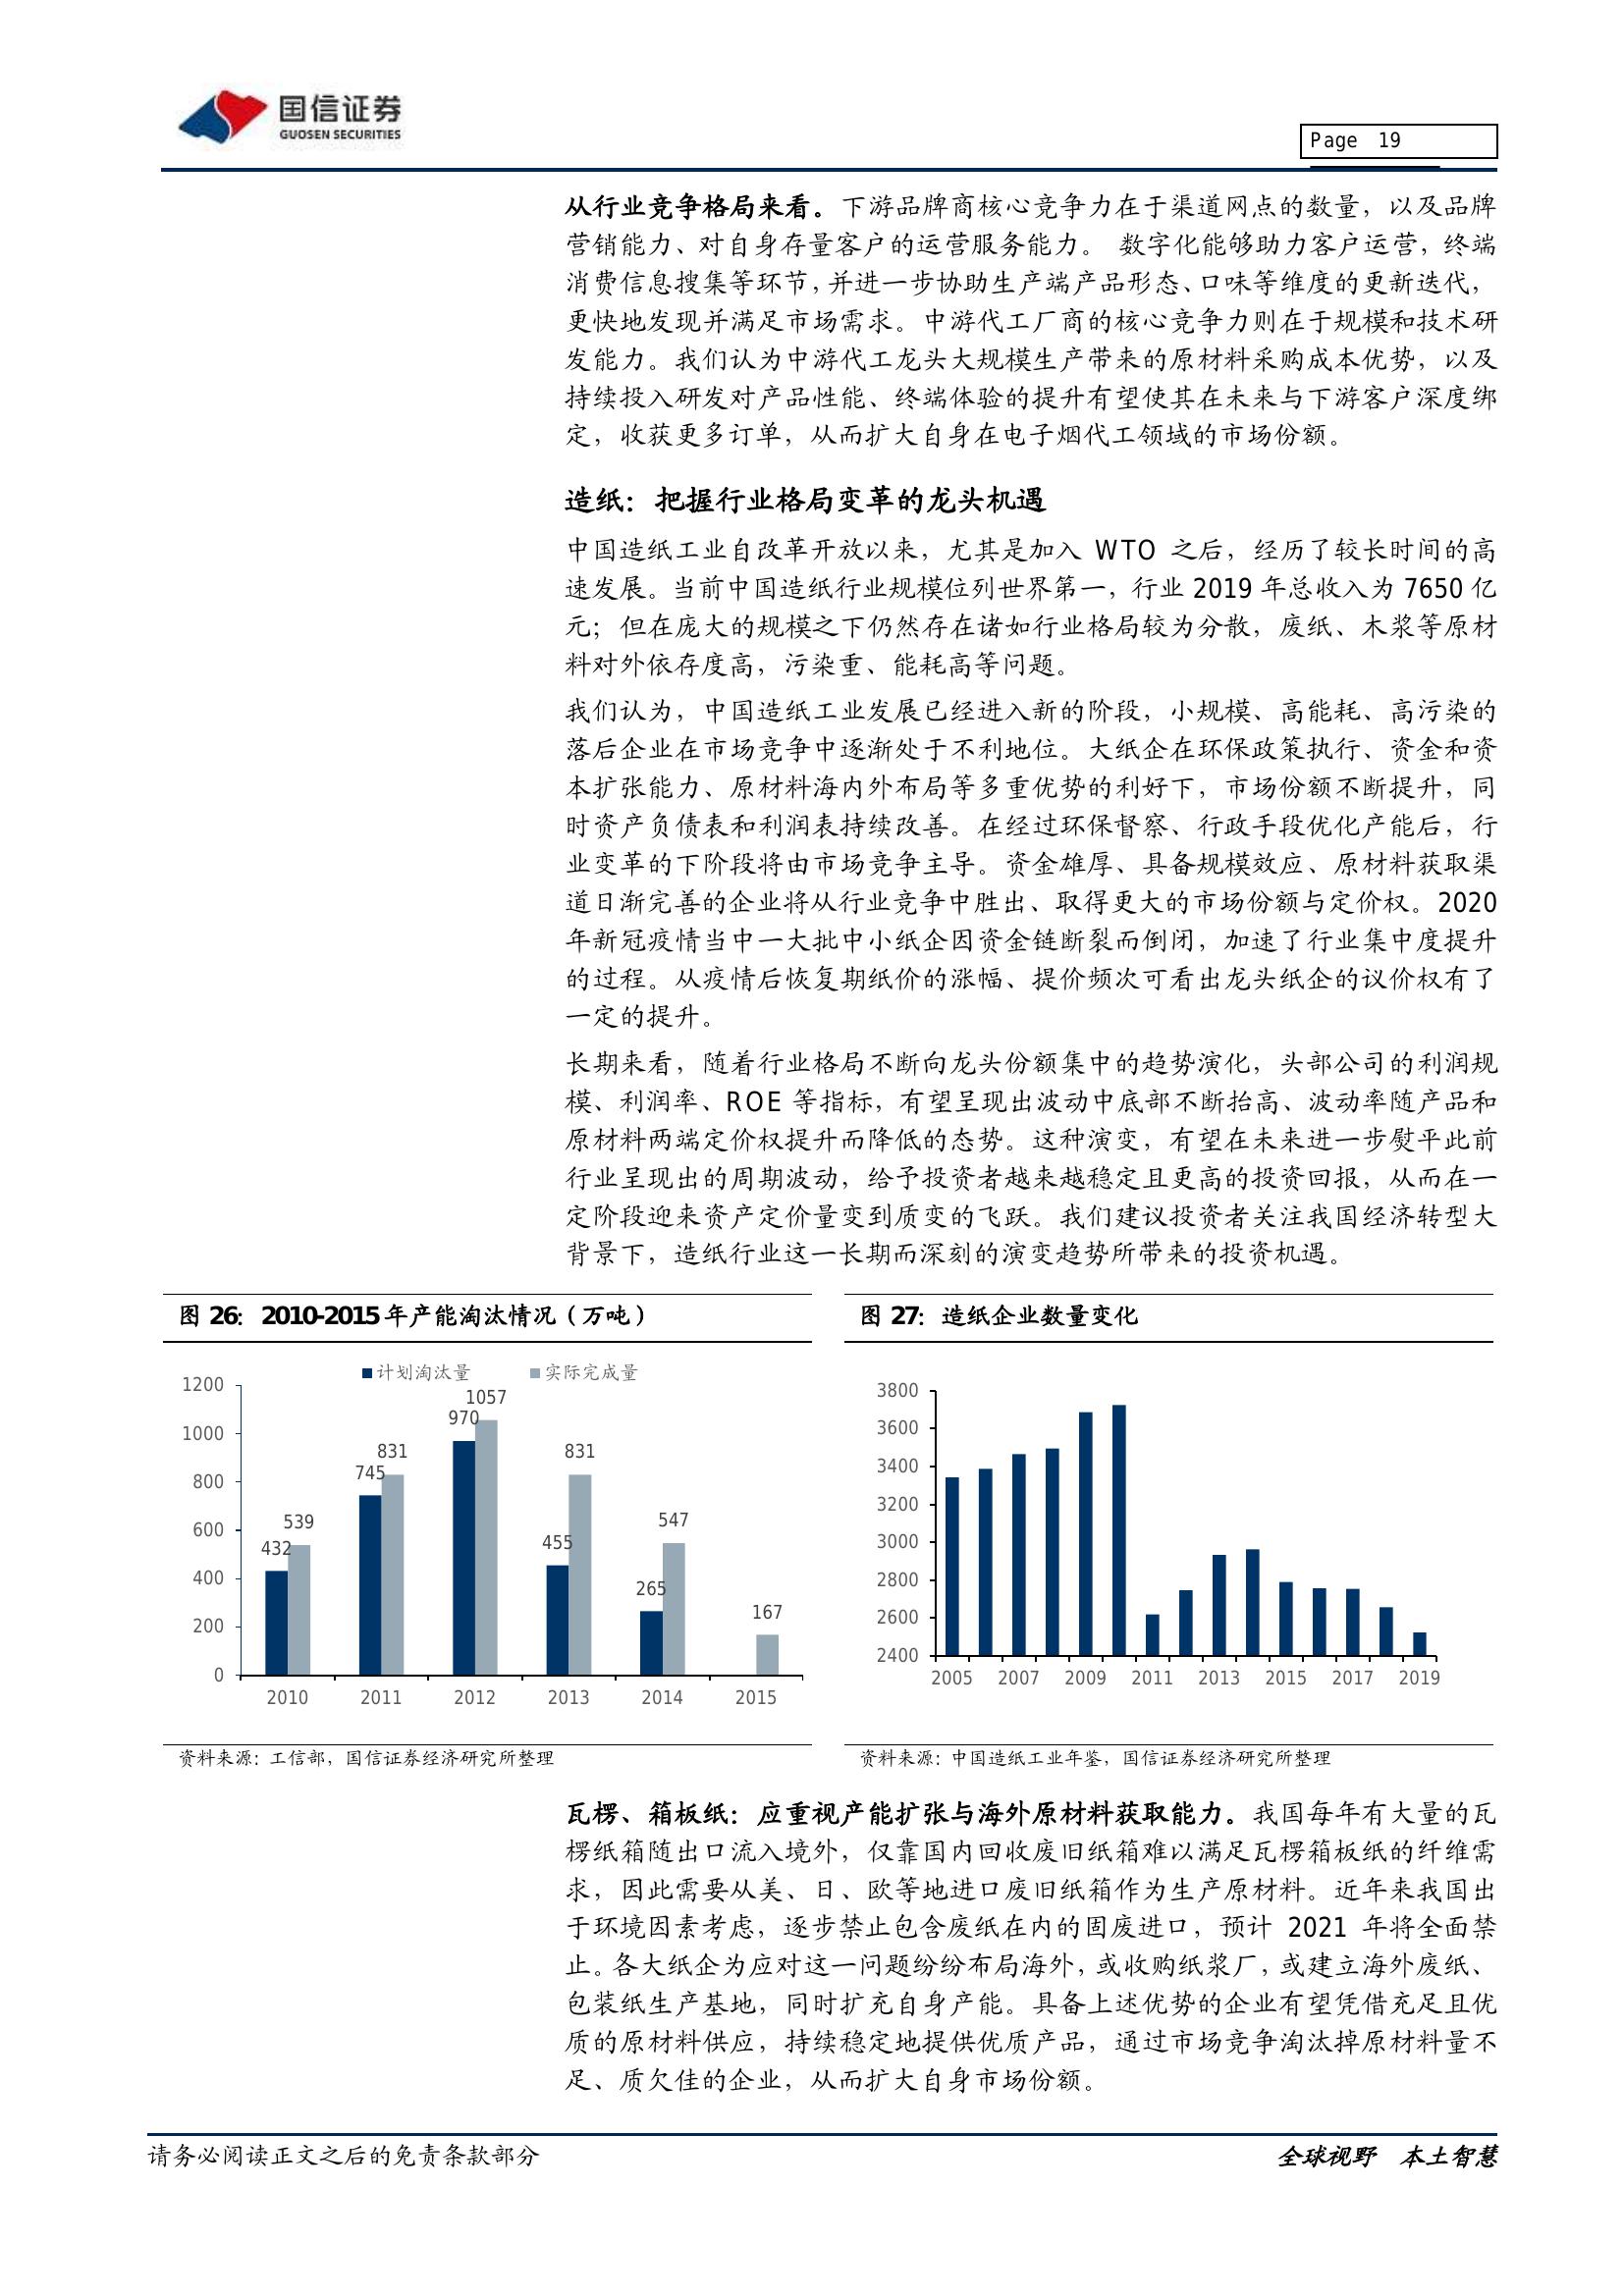 国信证券
GUOSEN SECURITIES
Page 19
从行业竞争格局来看。下游品牌商核心竞争力在于渠道网点的数量，以及品牌
营销能力、对自身存量客户的运营服务能力。 数字化能够助力客户运营，终端
消费信息搜集等环节，并进一步协助生产端产品形态、口味等维度的更新迭代，
更快地发现并满足市场需求。中游代工厂商的核心竞争力则在于规模和技术研
发能力。我们认为中游代工龙头大规模生产带来的原材料采购成本优势，以及
持续投入研发对产品性能、终端体验的提升有望使其在未来与下游客户深度绑
定，收获更多订单，从而扩大自身在电子烟代工领域的市场份额。
造纸：把握行业格局变革的龙头机遇
中国造纸工业自改革开放以来，尤其是加入 WTO 之后，经历了较长时间的高
速发展。当前中国造纸行业规模位列世界第一，行业 2019 年总收入为 7650 亿
元；但在庞大的规模之下仍然存在诸如行业格局较为分散，废纸、木浆等原材
料对外依存度高，污染重、能耗高等问题。
我们认为，中国造纸工业发展已经进入新的阶段，小规模、高能耗、高污染的
落后企业在市场竞争中逐渐处于不利地位。大纸企在环保政策执行、资金和资
本扩张能力、原材料海内外布局等多重优势的利好下，市场份额不断提升，同
时资产负债表和利润表持续改善。在经过环保督察、行政手段优化产能后，行
业变革的下阶段将由市场竞争主导。资金雄厚、具备规模效应、原材料获取渠
道日渐完善的企业将从行业竞争中胜出、取得更大的市场份额与定价权。2020
年新冠疫情当中一大批中小纸企因资金链断裂而倒闭，加速了行业集中度提升
的过程。从疫情后恢复期纸价的涨幅、提价频次可看出龙头纸企的议价权有了
一定的提升。
长期来看，随着行业格局不断向龙头份额集中的趋势演化，头部公司的利润规
模、利润率、ROE 等指标，有望呈现出波动中底部不断抬高、波动率随产品和
原材料两端定价权提升而降低的态势。这种演变，有望在未来进一步熨平此前
行业呈现出的周期波动，给予投资者越来越稳定且更高的投资回报，从而在一
定阶段迎来资产定价量变到质变的飞跃。我们建议投资者关注我国经济转型大
背景下，造纸行业这一长期而深刻的演变趋势所带来的投资机遇。
图 26：2010-2015 年产能淘汰情况（万吨）
计划淘汰量 实际完成量
1200
1000
800
600
400
200
0
432
539
745
831
970
1057
455
831
265
547
167
2010 2011 2012 2013 2014 2015
资料来源：工信部，国信证券经济研究所整理
图 27：造纸企业数量变化
3800
3600
3400
3200
3000
2800
2600
2400
2005 2007 2009 2011 2013 2015 2017 2019
资料来源：中国造纸工业年鉴，国信证券经济研究所整理
瓦楞、箱板纸：应重视产能扩张与海外原材料获取能力。我国每年有大量的瓦
楞纸箱随出口流入境外，仅靠国内回收废旧纸箱难以满足瓦楞箱板纸的纤维需
求，因此需要从美、日、欧等地进口废旧纸箱作为生产原材料。近年来我国出
于环境因素考虑，逐步禁止包含废纸在内的固废进口，预计 2021 年将全面禁
止。各大纸企为应对这一问题纷纷布局海外，或收购纸浆厂，或建立海外废纸、
包装纸生产基地，同时扩充自身产能。具备上述优势的企业有望凭借充足且优
质的原材料供应，持续稳定地提供优质产品，通过市场竞争淘汰掉原材料量不
足、质欠佳的企业，从而扩大自身市场份额。
请务必阅读正文之后的免责条款部分
全球视野 本土智慧